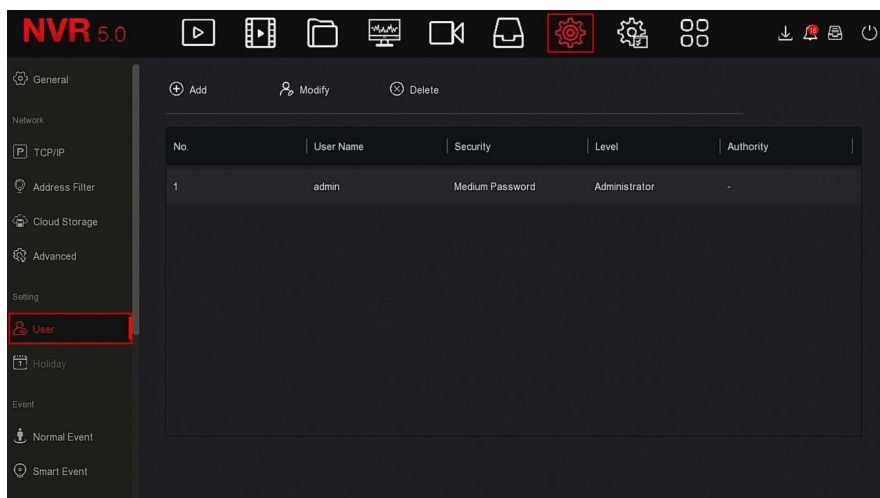 NVR 5.0
General
Add Modify Delete
Network
No. User Name Security Level Authority
TCP/IP
1 admin Medium Password Administrator -
Address Filter
Cloud Storage
Advanced
Setting
User
Holiday
Event
Normal Event
Smart Event